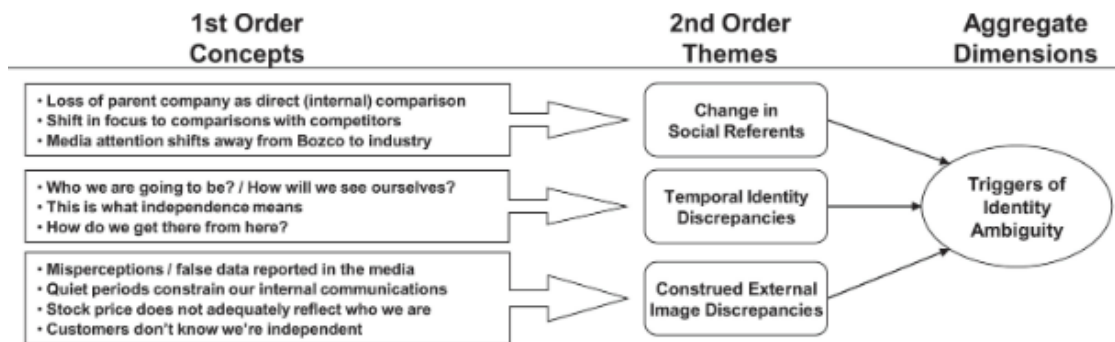 1st Order
Concepts
2nd Order
Themes
Aggregate
Dimensions
• Loss of parent company as direct (internal) comparison
• Shift in focus to comparisons with competitors
• Media attention shifts away from Bozco to industry
Change in
Social Referents
• Who we are going to be? / How will we see ourselves?
• This is what independence means
• How do we get there from here?
Temporal Identity
Discrepancies
Triggers of
Identity
Ambiguity
• Misperceptions / false data reported in the media
• Quiet periods constrain our internal communications
• Stock price does not adequately reflect who we are
• Customers don't know we're independent
Construed External
Image Discrepancies